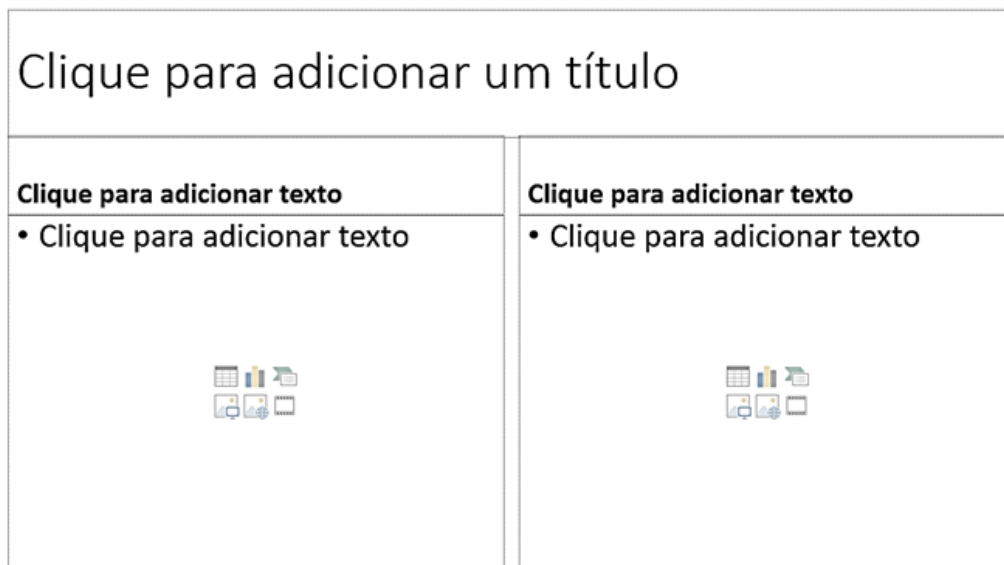 Clique para adicionar um título
Clique para adicionar texto
• Clique para adicionar texto
Clique para adicionar texto
• Clique para adicionar texto